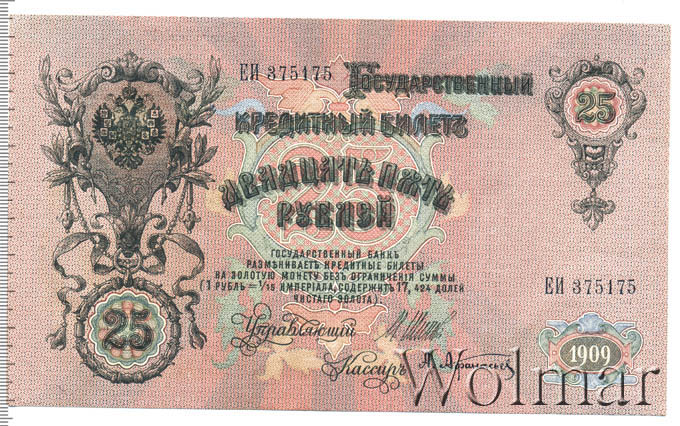 ЕИ 375175
Государственный
25
Кредитный Билетъ
Двадцать Пять
Рублей
ГОСУДАРСТВЕННЫЙ БАНКЪ
РАЗМѢНИВАЕТЪ КРЕДИТНЫЕ БИЛЕТЫ
НА ЗОЛОТУЮ МОНЕТУ БЕЗЪ ОГРАНИЧЕНІЯ СУММЫ
(1 РУБЛЬ = 1/15 ИМПЕРІАЛА, СОДЕРЖИТЪ 17,424 ДОЛЕЙ
ЧИСТАГО ЗОЛОТА).
ЕИ 375175
25
25
Управляющій
Кассиръ
1909
Wolmar